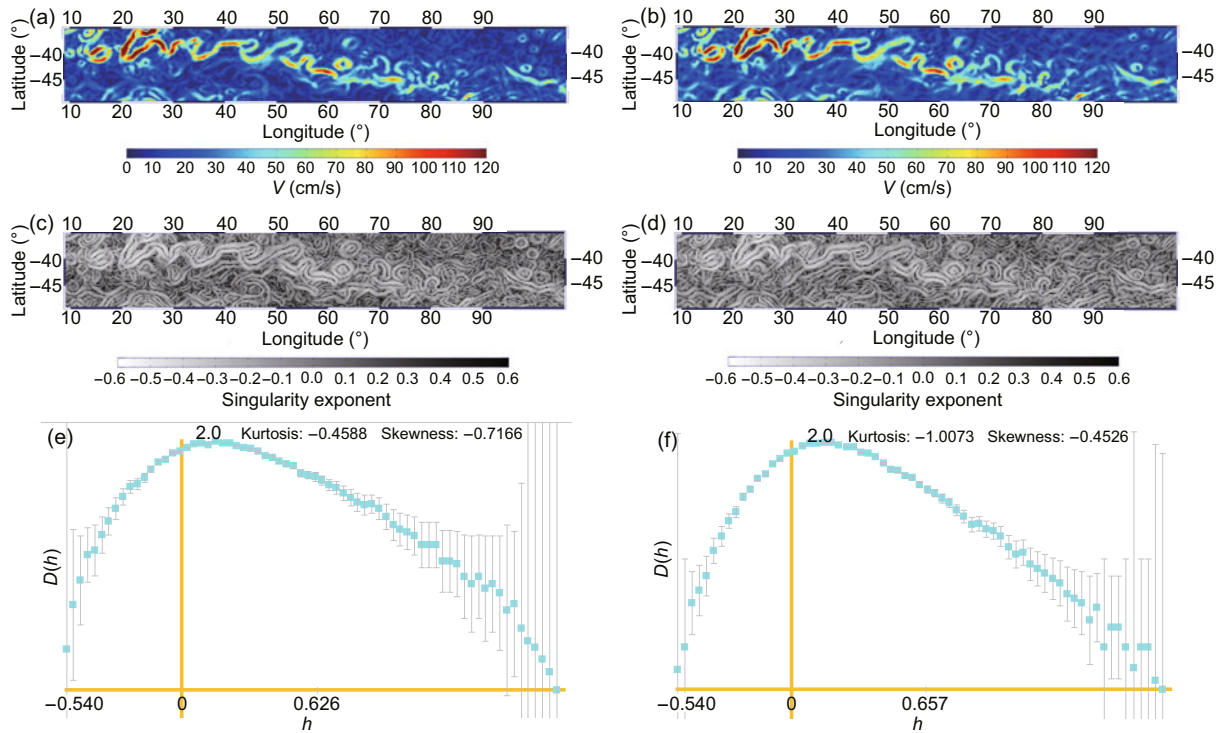 (a) 10 20 30 40 50 60 70 80 90
Latitude (°)
−40
−45
10 20 30 40 50 60 70 80 90
Longitude (°)
0 10 20 30 40 50 60 70 80 90 100 110 120
V (cm/s)
(b) 10 20 30 40 50 60 70 80 90
Latitude (°)
−40
−45
10 20 30 40 50 60 70 80 90
Longitude (°)
0 10 20 30 40 50 60 70 80 90 100 110 120
V (cm/s)
(c) 10 20 30 40 50 60 70 80 90
Latitude (°)
−40 −40
−45 −45
10 20 30 40 50 60 70 80 90
Longitude (°)
−0.6 −0.5 −0.4 −0.3 −0.2 −0.1 0.0 0.1 0.2 0.3 0.4 0.5 0.6
Singularity exponent
(d) 10 20 30 40 50 60 70 80 90
Latitude (°)
−40 −40
−45 −45
10 20 30 40 50 60 70 80 90
Longitude (°)
−0.6 −0.5 −0.4 −0.3 −0.2 −0.1 0.0 0.1 0.2 0.3 0.4 0.5 0.6
Singularity exponent
(e) 2.0 Kurtosis: −0.4588 Skewness: −0.7166
D(h)
−0.540 0 0.626
h
(f) 2.0 Kurtosis: −1.0073 Skewness: −0.4526
D(h)
−0.540 0 0.657
h